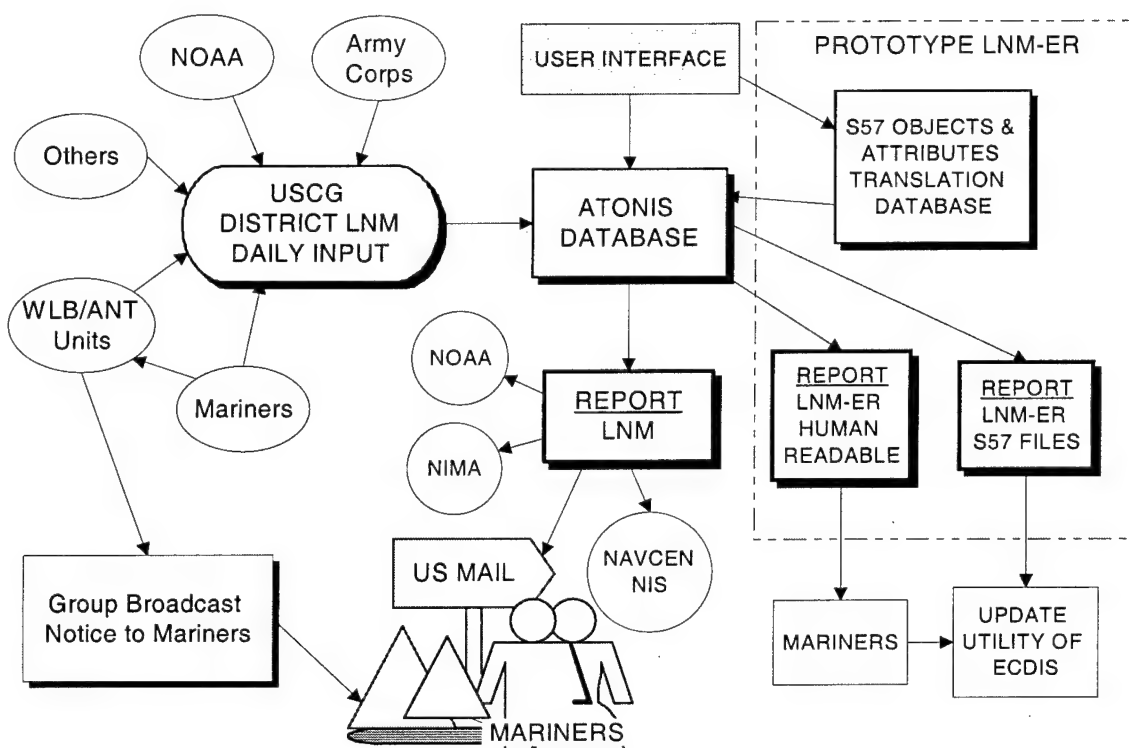 NOAA
Army
Corps
Others
USCG
DISTRICT LNM
DAILY INPUT
WLB/ANT
Units
Mariners
Group Broadcast
Notice to Mariners
USER INTERFACE
ATONIS
DATABASE
NOAA
NIMA
REPORT
LNM
US MAIL
NAVCEN
NIS
MARINERS
PROTOTYPE LNM-ER
S57 OBJECTS &
ATTRIBUTES
TRANSLATION
DATABASE
REPORT
LNM-ER
HUMAN
READABLE
REPORT
LNM-ER
S57 FILES
MARINERS
UPDATE
UTILITY OF
ECDIS